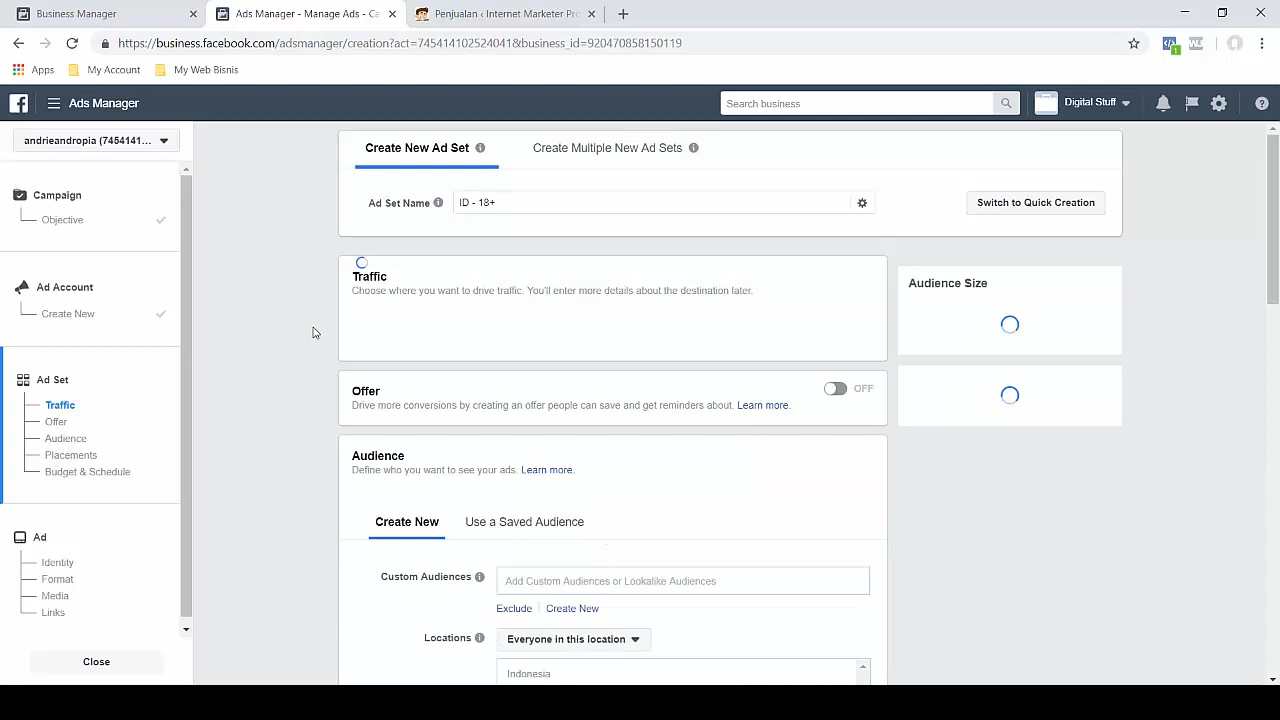 Business Manager
Ads Manager - Manage Ads - Ca
Penjualan ‹ Internet Marketer Pro
https://business.facebook.com/adsmanager/creation?act=745414102524041&business_id=920470858150119
Apps
My Account
My Web Bisnis
Ads Manager
Search business
Digital Stuff
andrieandropia (7454141...
Create New Ad Set
Create Multiple New Ad Sets
Campaign
Objective
Ad Set Name
ID - 18+
Switch to Quick Creation
Ad Account
Create New
Traffic
Choose where you want to drive traffic. You'll enter more details about the destination later.
Audience Size
Ad Set
Traffic
Offer
Audience
Placements
Budget & Schedule
Offer
OFF
Drive more conversions by creating an offer people can save and get reminders about. Learn more.
Audience
Define who you want to see your ads. Learn more.
Create New
Use a Saved Audience
Ad
Identity
Format
Media
Links
Custom Audiences
Add Custom Audiences or Lookalike Audiences
Exclude
Create New
Locations
Everyone in this location
Indonesia
Close